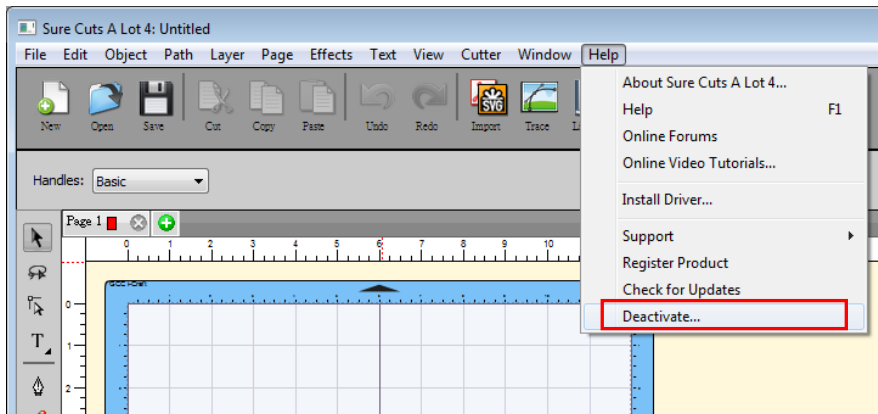 Sure Cuts A Lot 4: Untitled
File Edit Object Path Layer Page Effects Text View Cutter Window Help
New Open Save Cut Copy Paste Undo Redo Import Trace
SVG
About Sure Cuts A Lot 4...
Help F1
Online Forums
Online Video Tutorials...
Install Driver...
Support
Register Product
Check for Updates
Deactivate...
Handles: Basic
Page 1
0 1 2 3 4 5 6 7 8 9 10
0
T
1
2